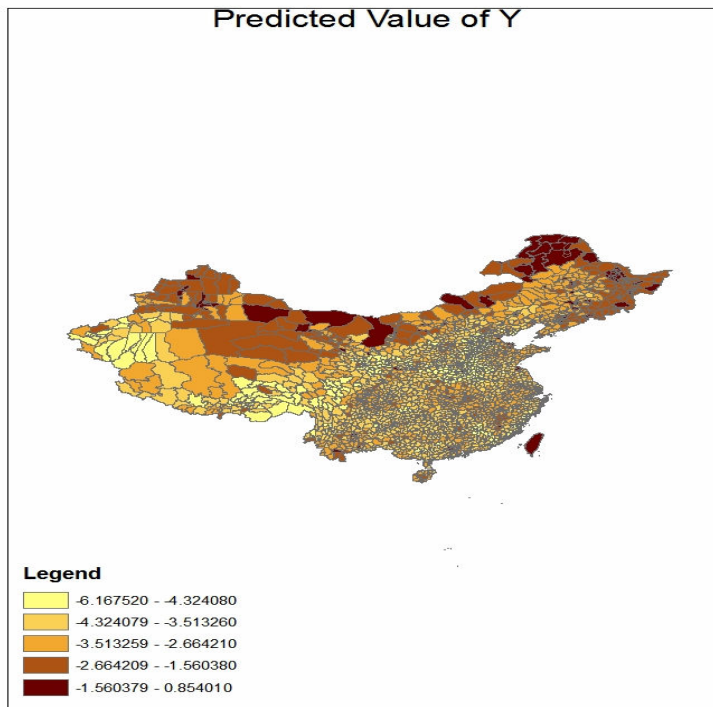 Predicted Value of Y
Legend
-6.167520 - -4.324080
-4.324079 - -3.513260
-3.513259 - -2.664210
-2.664209 - -1.560380
-1.560379 - 0.854010